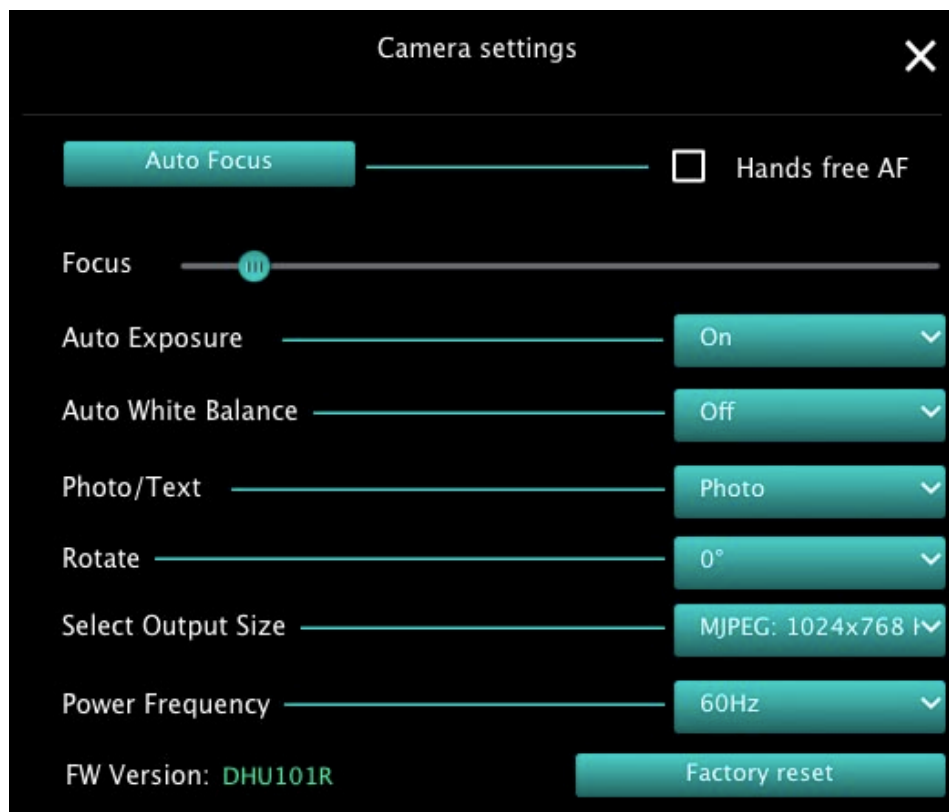 Camera settings
Auto Focus
Hands free AF
Focus
Auto Exposure
On
Auto White Balance
Off
Photo/Text
Photo
Rotate
0°
Select Output Size
MJPEG: 1024x768
Power Frequency
60Hz
FW Version: DHU101R
Factory reset